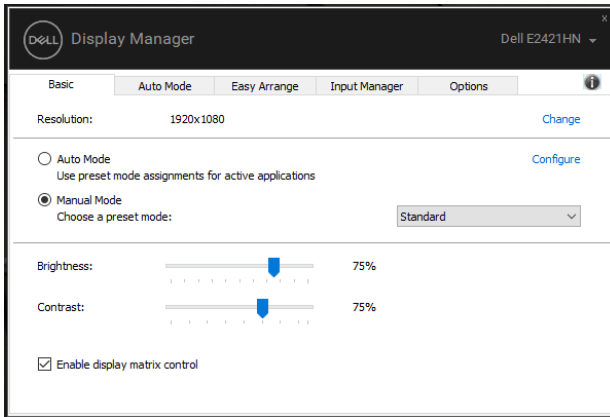 DELL Display Manager Dell E2421HN
x
Basic Auto Mode Easy Arrange Input Manager Options i
Resolution: 1920x1080 Change
Auto Mode Configure
Use preset mode assignments for active applications
Manual Mode
Choose a preset mode: Standard
Brightness: 75%
Contrast: 75%
Enable display matrix control